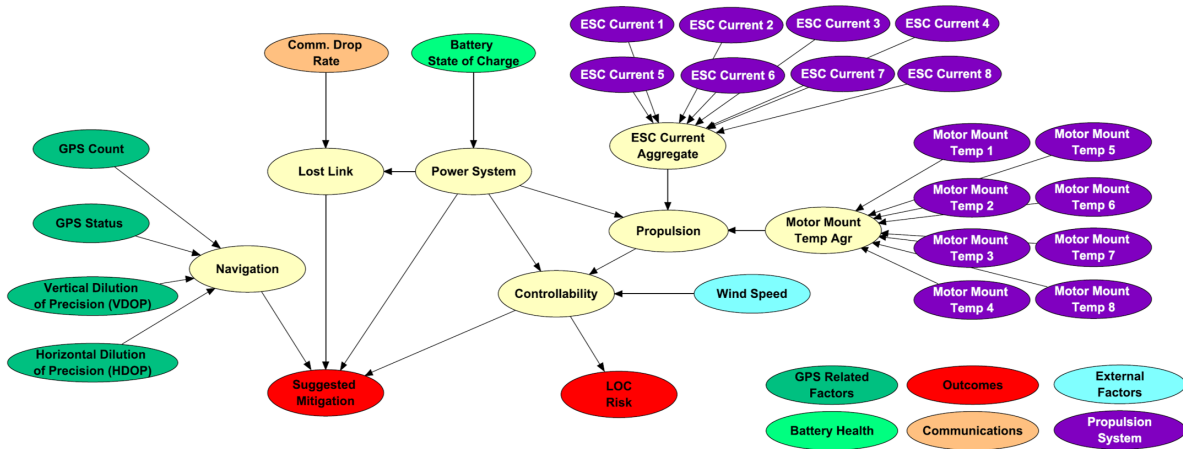 ESC Current 1
ESC Current 2
ESC Current 3
ESC Current 4
Comm. Drop
Rate
Battery
State of Charge
ESC Current 5
ESC Current 6
ESC Current 7
ESC Current 8
GPS Count
ESC Current
Aggregate
Motor Mount
Temp 1
Motor Mount
Temp 5
Lost Link
Power System
Motor Mount
Temp 2
Motor Mount
Temp 6
GPS Status
Propulsion
Motor Mount
Temp Agr
Motor Mount
Temp 3
Motor Mount
Temp 7
Navigation
Vertical Dilution
of Precision (VDOP)
Controllability
Wind Speed
Motor Mount
Temp 4
Motor Mount
Temp 8
Horizontal Dilution
of Precision (HDOP)
Suggested
Mitigation
LOC
Risk
GPS Related
Factors
Outcomes
External
Factors
Battery Health
Communications
Propulsion
System